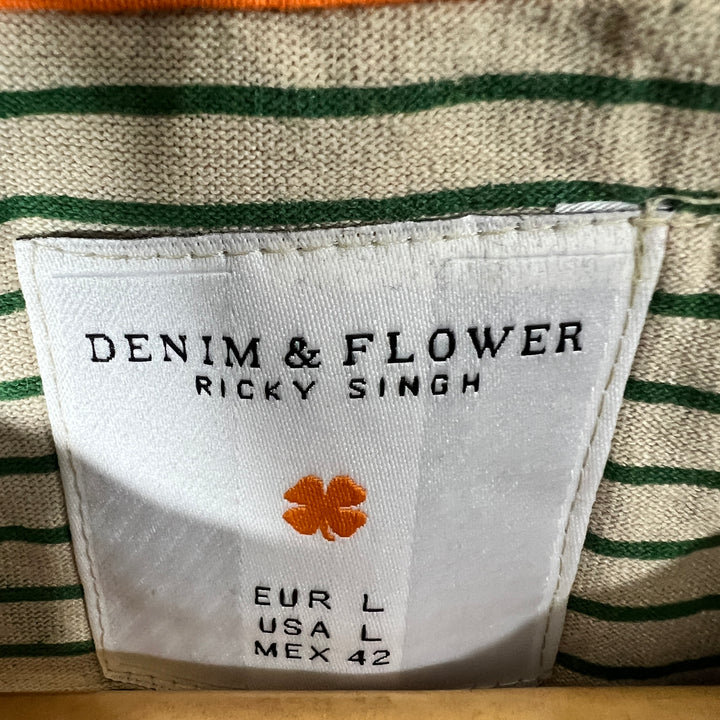 DENIM & FLOWER
RICKY SINGH
EUR L
USA L
MEX 42